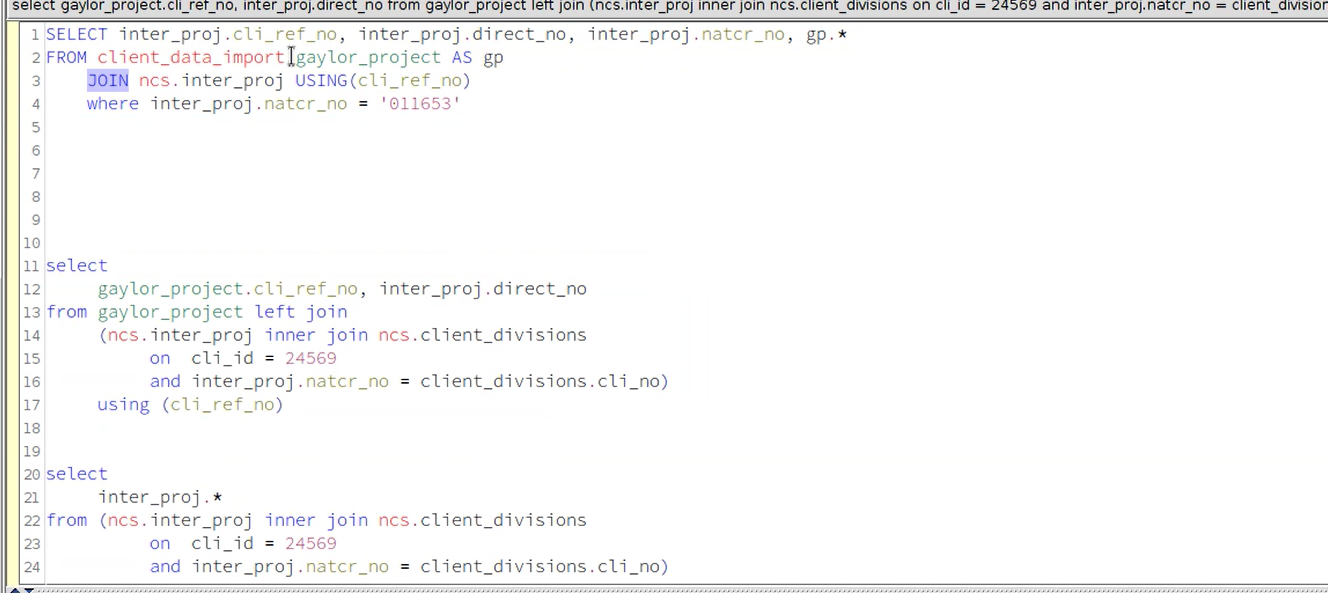 select gaylor_project.cli_ref_no, inter_proj.direct_no from gaylor_project left join (ncs.inter_proj inner join ncs.client_divisions on cli_id = 24569 and inter_proj.natcr_no = client_division
1 SELECT inter_proj.cli_ref_no, inter_proj.direct_no, inter_proj.natcr_no, gp.*
2 FROM client_data_import.gaylor_project AS gp
3 JOIN ncs.inter_proj USING(cli_ref_no)
4 where inter_proj.natcr_no = '011653'
5
6
7
8
9
10
11 select
12 gaylor_project.cli_ref_no, inter_proj.direct_no
13 from gaylor_project left join
14 (ncs.inter_proj inner join ncs.client_divisions
15 on cli_id = 24569
16 and inter_proj.natcr_no = client_divisions.cli_no)
17 using (cli_ref_no)
18
19
20 select
21 inter_proj.*
22 from (ncs.inter_proj inner join ncs.client_divisions
23 on cli_id = 24569
24 and inter_proj.natcr_no = client_divisions.cli_no)